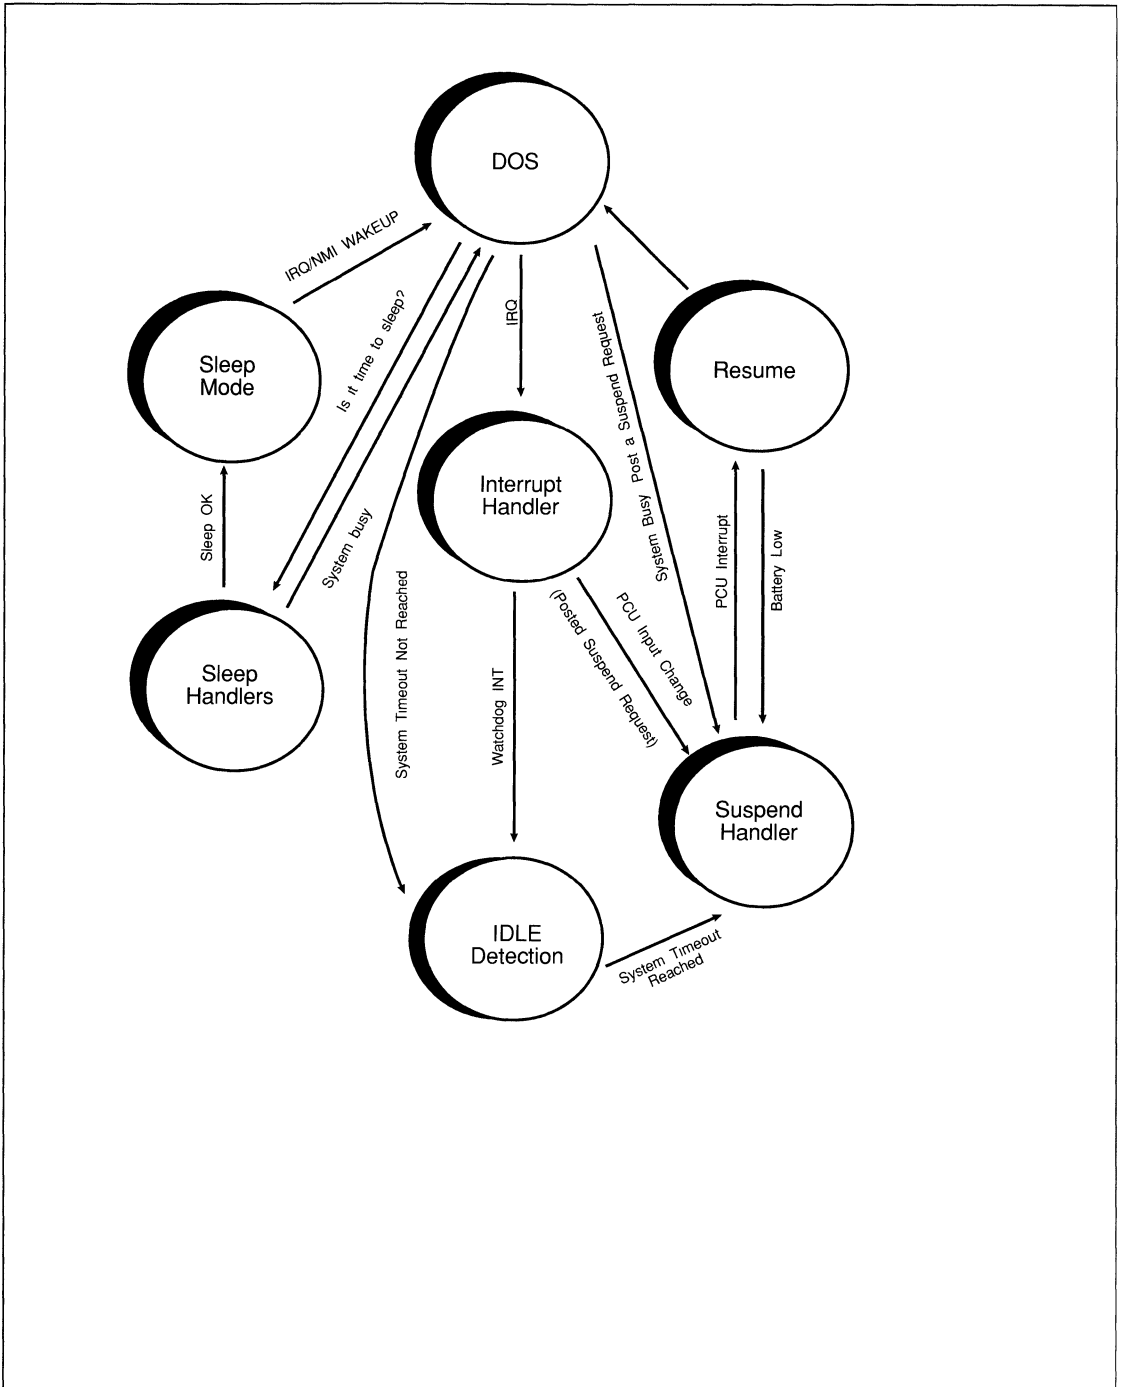 DOS
IRQ/NMI WAKEUP
Is it time to sleep?
IRQ
System Busy Post a Suspend Request
Sleep
Mode
Resume
Interrupt
Handler
Sleep OK
System busy
PCU Interrupt
Battery Low
System Timeout Not Reached
Watchdog INT
(Posted Suspend Request)
PCU Input Change
Sleep
Handlers
Suspend
Handler
IDLE
Detection
System Timeout
Reached